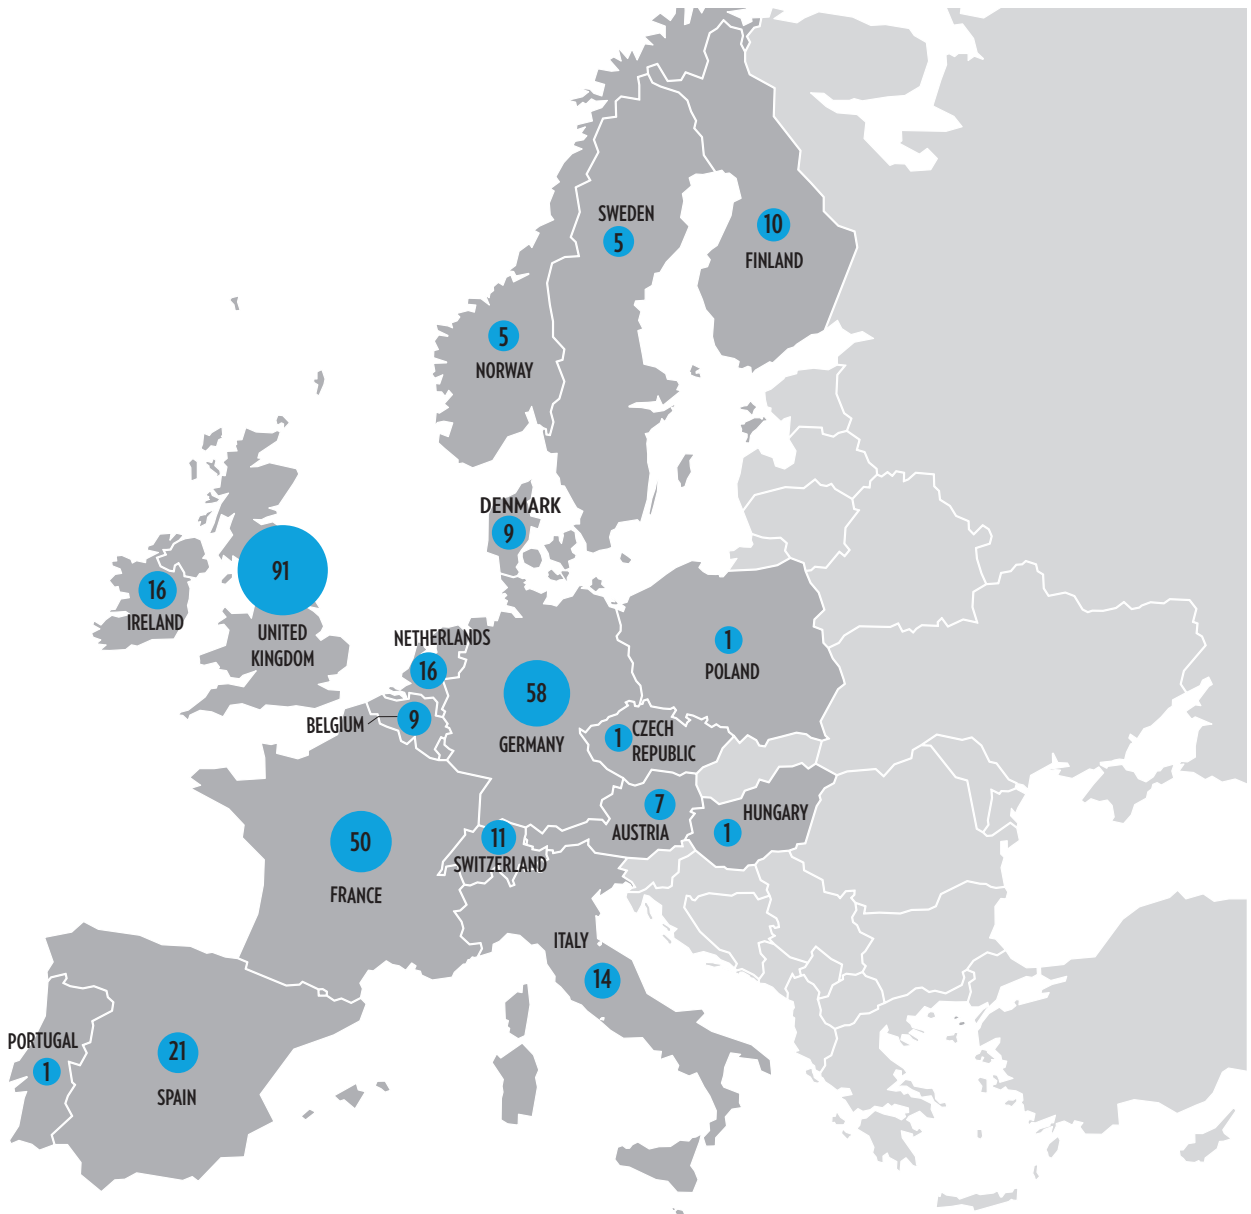 SWEDEN
5
10
FINLAND
5
NORWAY
DENMARK
9
91
UNITED
KINGDOM
16
IRELAND
NETHERLANDS
16
BELGIUM
9
58
GERMANY
1
POLAND
1
CZECH
REPUBLIC
7
AUSTRIA
HUNGARY
1
11
SWITZERLAND
50
FRANCE
ITALY
14
PORTUGAL
1
21
SPAIN